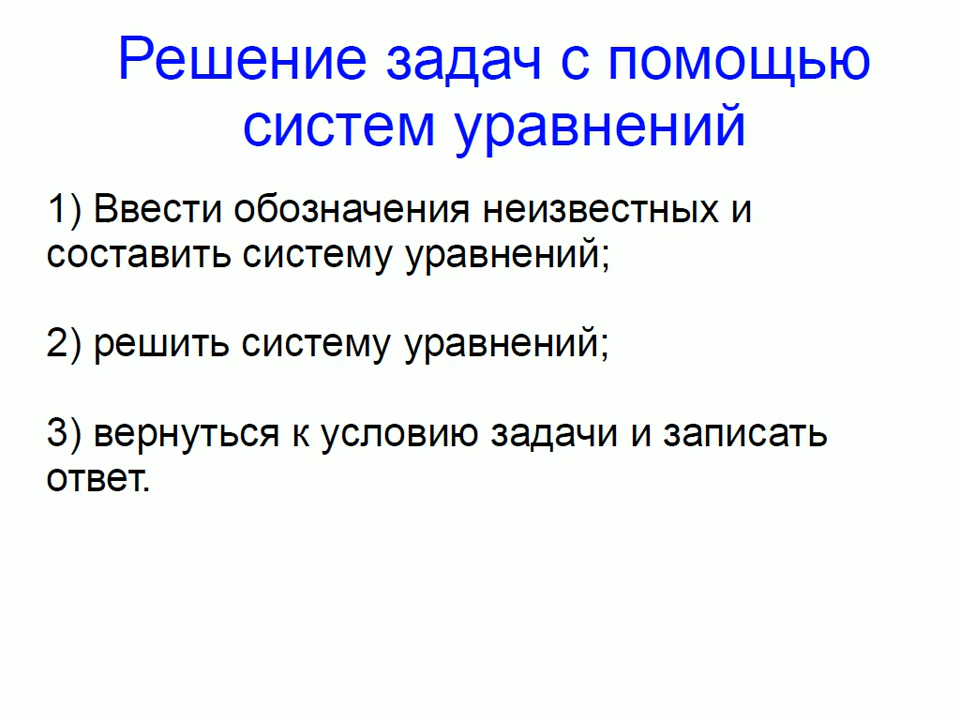 Решение задач с помощью
систем уравнений
1) Ввести обозначения неизвестных и
составить систему уравнений;
2) решить систему уравнений;
3) вернуться к условию задачи и записать
ответ.